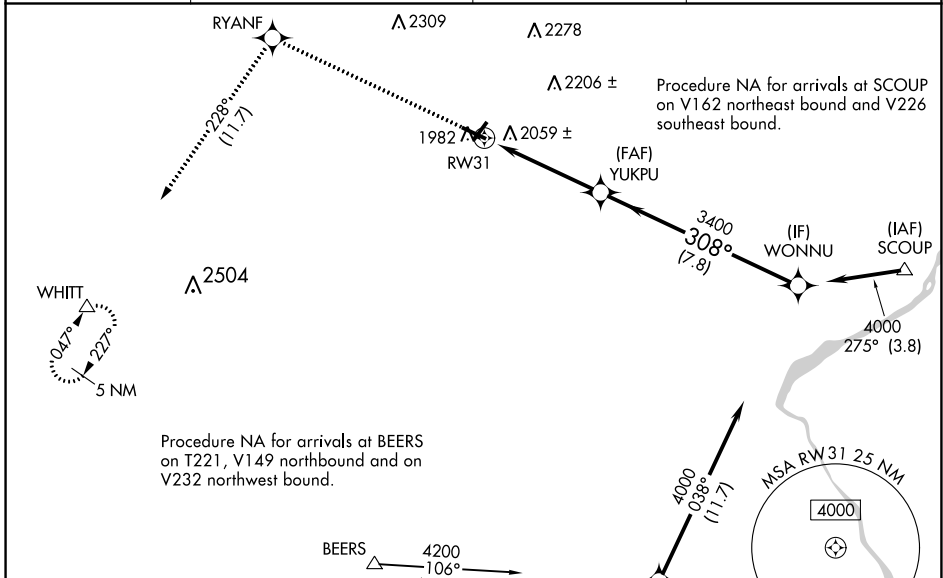 RYANF
2309
2278
2206 ±
Procedure NA for arrivals at SCOUP
on V162 northeast bound and V226
southeast bound.
228°
(11.7)
1982
2059 ±
RW31
(FAF)
YUKPU
3400
308°
(7.8)
(IF)
WONNU
(IAF)
SCOUP
4000
275° (3.8)
2504
WHITT
047°
227°
5 NM
Procedure NA for arrivals at BEERS
on T221, V149 northbound and on
V232 northwest bound.
4000
038°
(11.7)
MSA RW31 25 NM
4000
BEERS
4200
106°